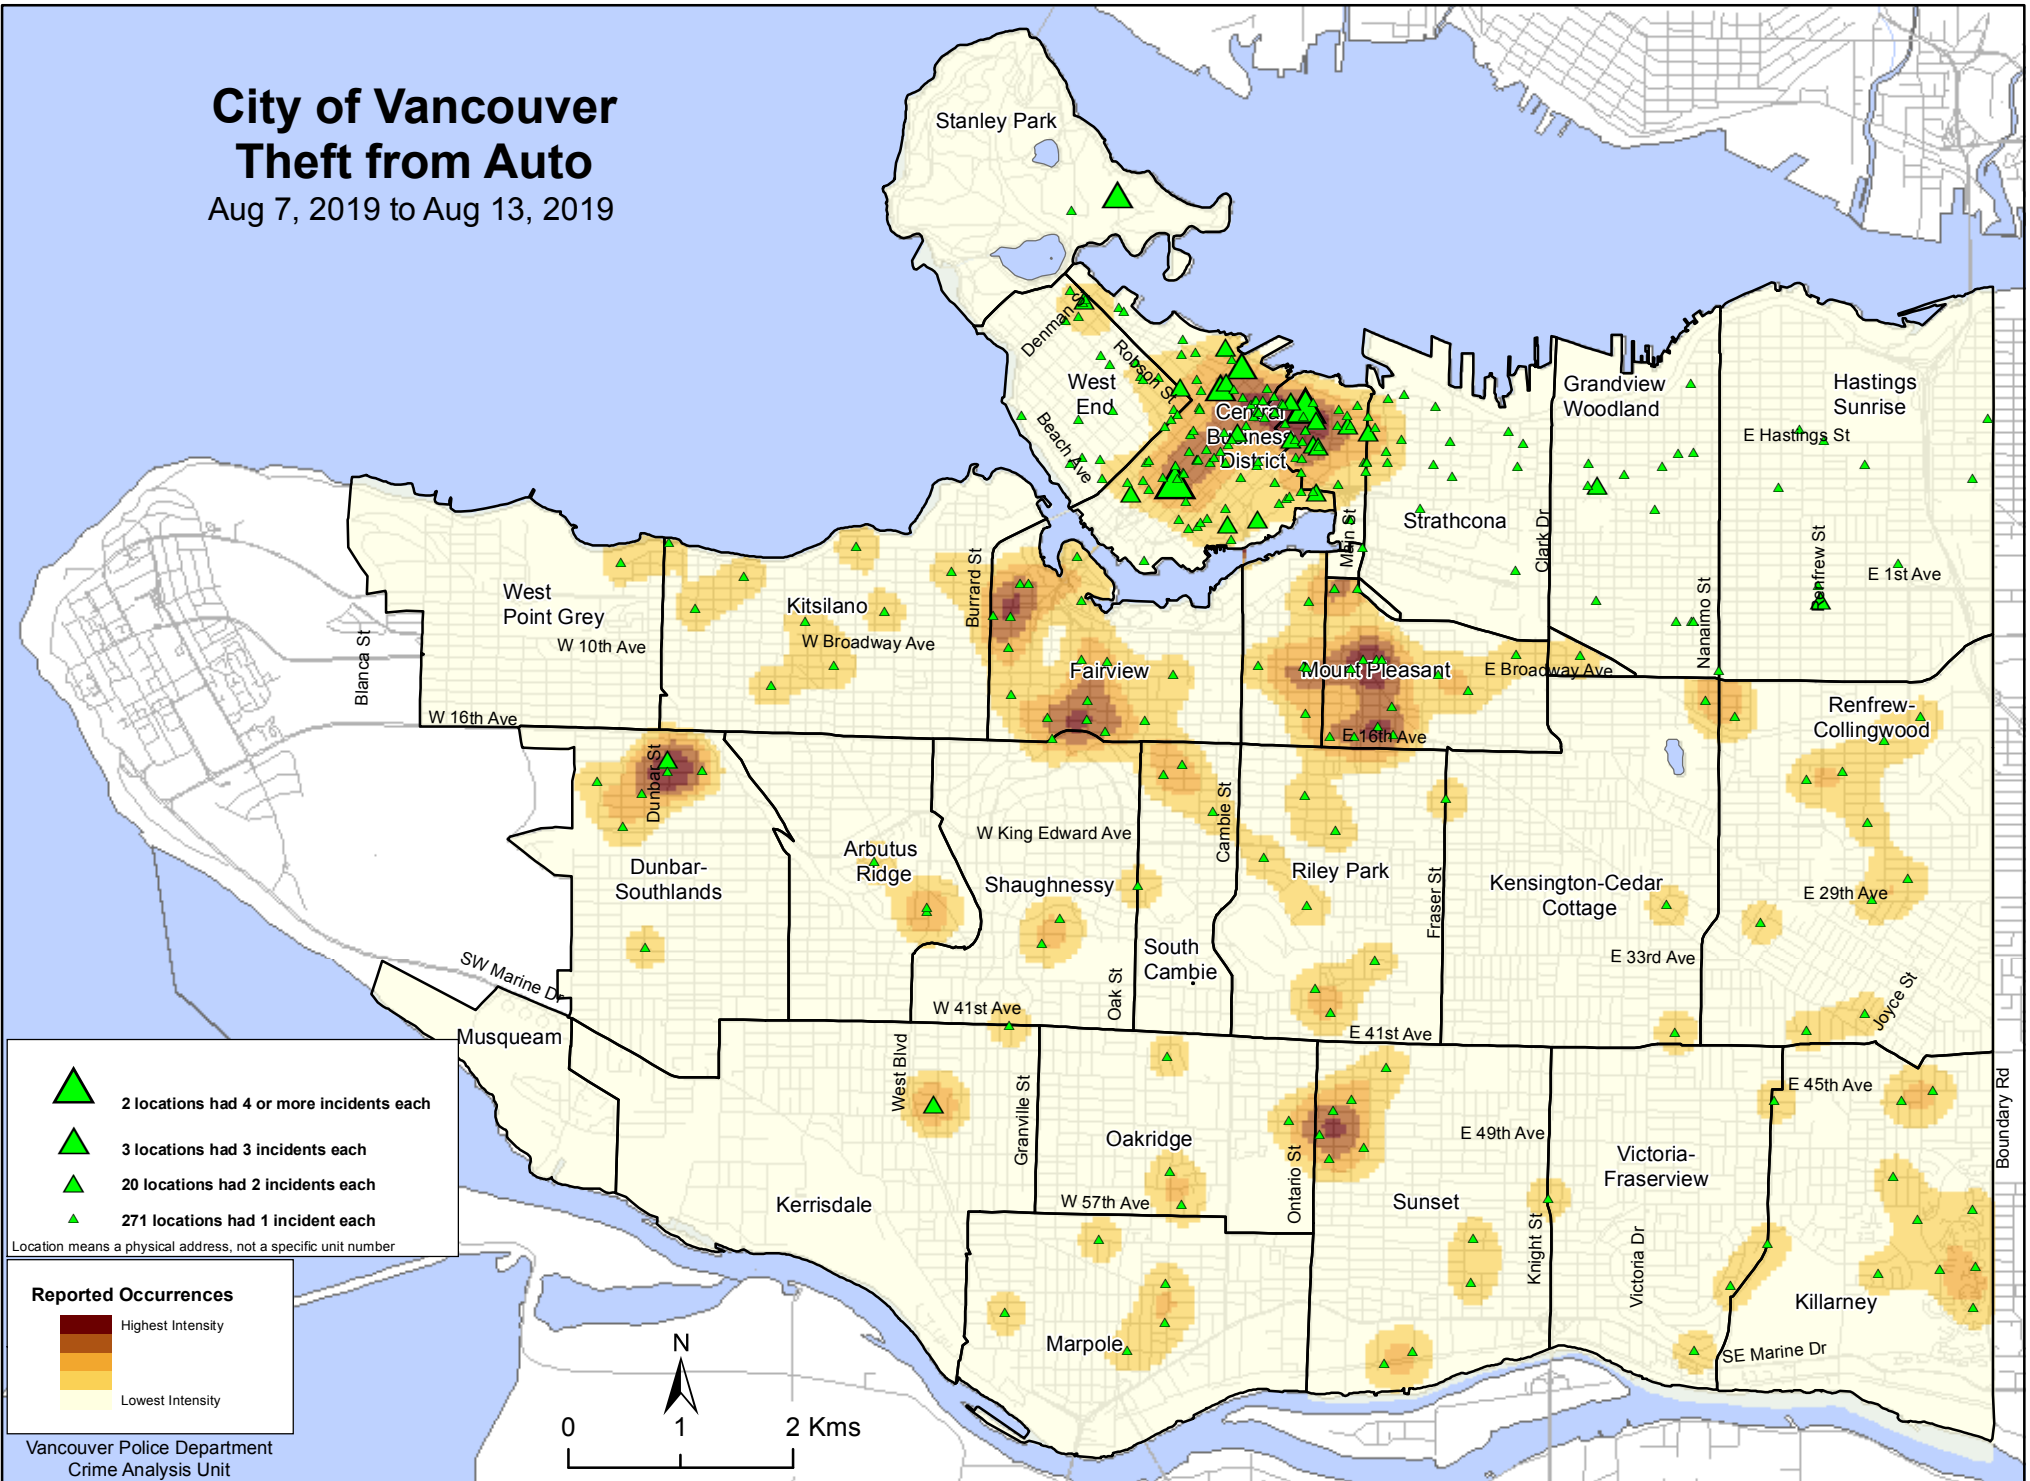 City of Vancouver
Theft from Auto
Aug 7, 2019 to Aug 13, 2019
Stanley Park
Denman St
Robson St
West
End
Beach Ave
Central
Business
District
Grandview
Woodland
Hastings
Sunrise
E Hastings St
Strathcona
Main St
Clark Dr
Nanaimo St
Renfrew St
E 1st Ave
West
Point Grey
Blanca St
W 10th Ave
Kitsilano
W Broadway Ave
Burrard St
Fairview
Mount Pleasant
E Broadway Ave
W 16th Ave
E 16th Ave
Renfrew-
Collingwood
Dunbar St
Dunbar-
Southlands
Arbutus
Ridge
W King Edward Ave
Shaughnessy
Cambie St
Riley Park
Fraser St
Kensington-Cedar
Cottage
E 29th Ave
E 33rd Ave
South
Cambie
Oak St
SW Marine Dr
W 41st Ave
E 41st Ave
Joyce St
Musqueam
West Blvd
Granville St
Oakridge
W 57th Ave
Ontario St
E 49th Ave
E 45th Ave
Boundary Rd
Victoria-
Fraserview
Kerrisdale
Sunset
Knight St
Victoria Dr
Killarney
SE Marine Dr
Marpole
2 locations had 4 or more incidents each
3 locations had 3 incidents each
20 locations had 2 incidents each
271 locations had 1 incident each
Location means a physical address, not a specific unit number
Reported Occurrences
Highest Intensity
Lowest Intensity
Vancouver Police Department
Crime Analysis Unit
N
0 1 2 Kms